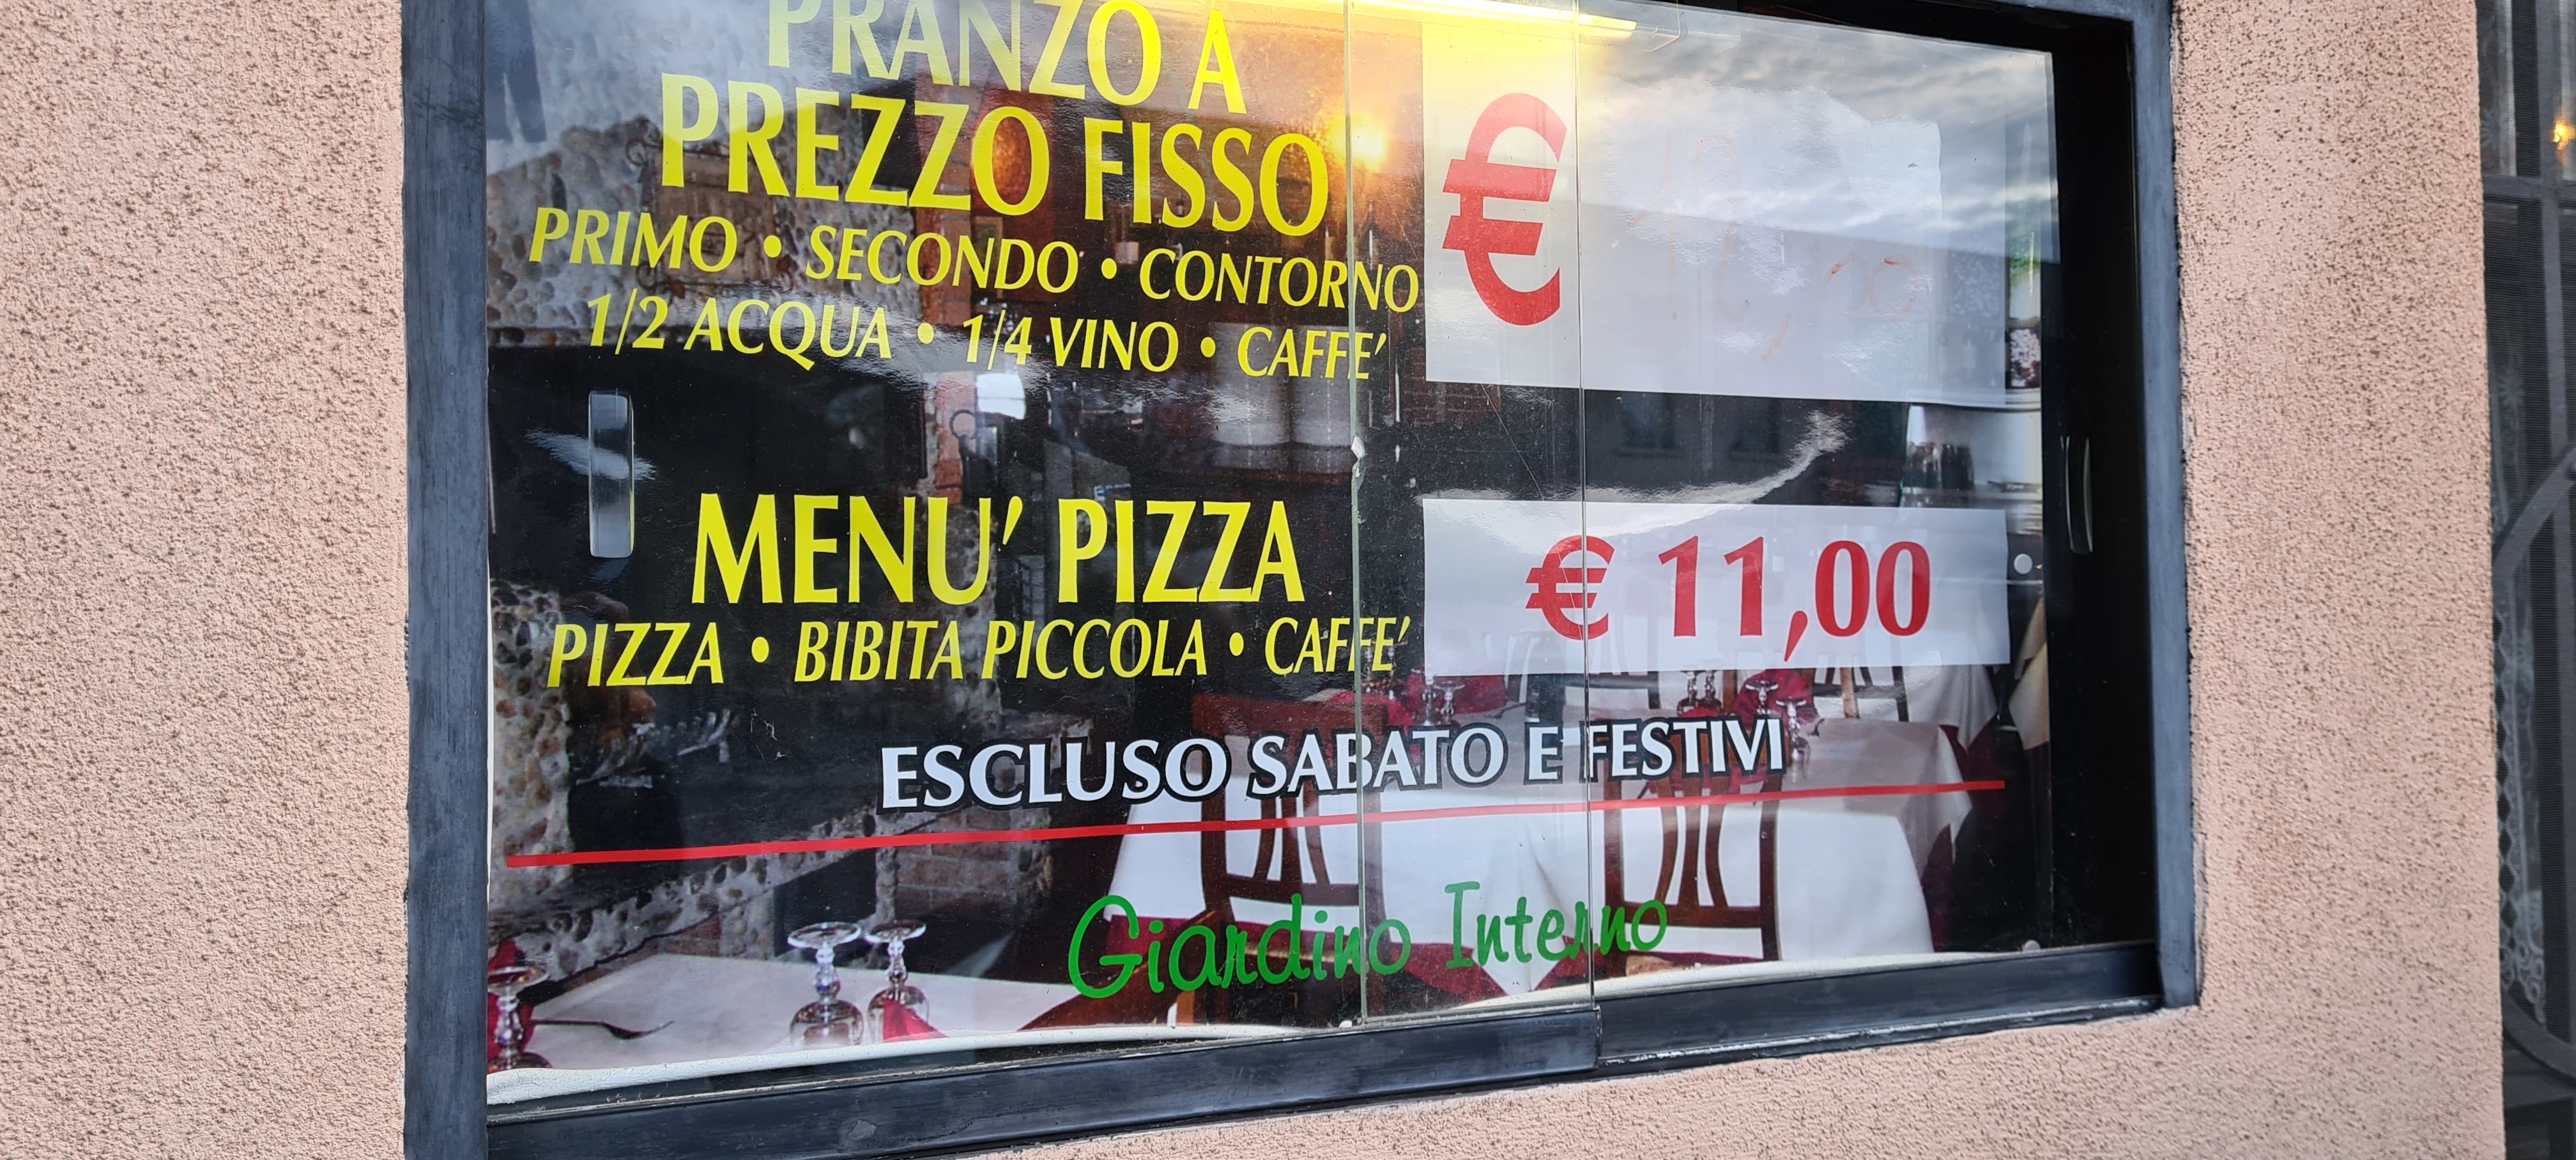 PRANZO A
PREZZO FISSO
PRIMO • SECONDO • CONTORNO
1/2 ACQUA • 1/4 VINO • CAFFE'
€
MENU' PIZZA
€ 11,00
PIZZA • BIBITA PICCOLA • CAFFE'
ESCLUSO SABATO E FESTIVI
Giardino Interno